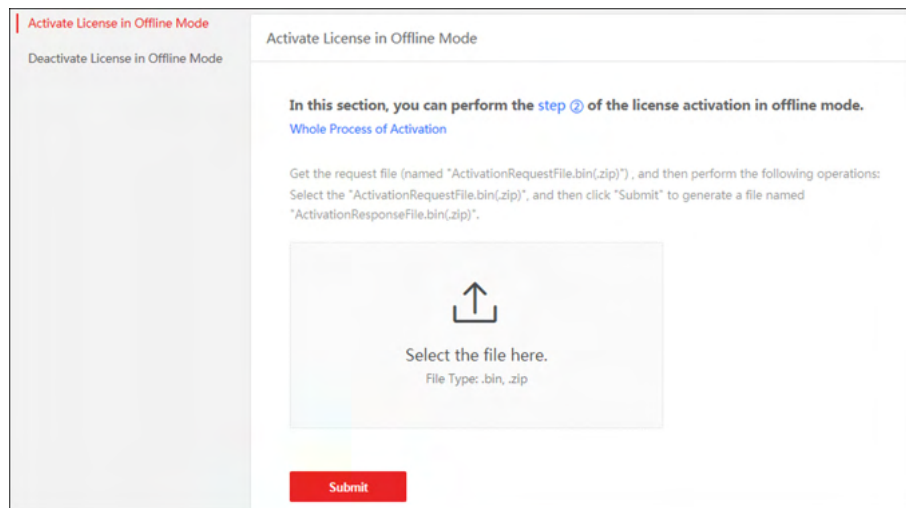 Activate License in Offline Mode
Deactivate License in Offline Mode
Activate License in Offline Mode
In this section, you can perform the step ② of the license activation in offline mode.
Whole Process of Activation
Get the request file (named "ActivationRequestFile.bin(.zip)") , and then perform the following operations:
Select the "ActivationRequestFile.bin(.zip)", and then click "Submit" to generate a file named
"ActivationResponseFile.bin(.zip)".
Select the file here.
File Type: .bin, .zip
Submit